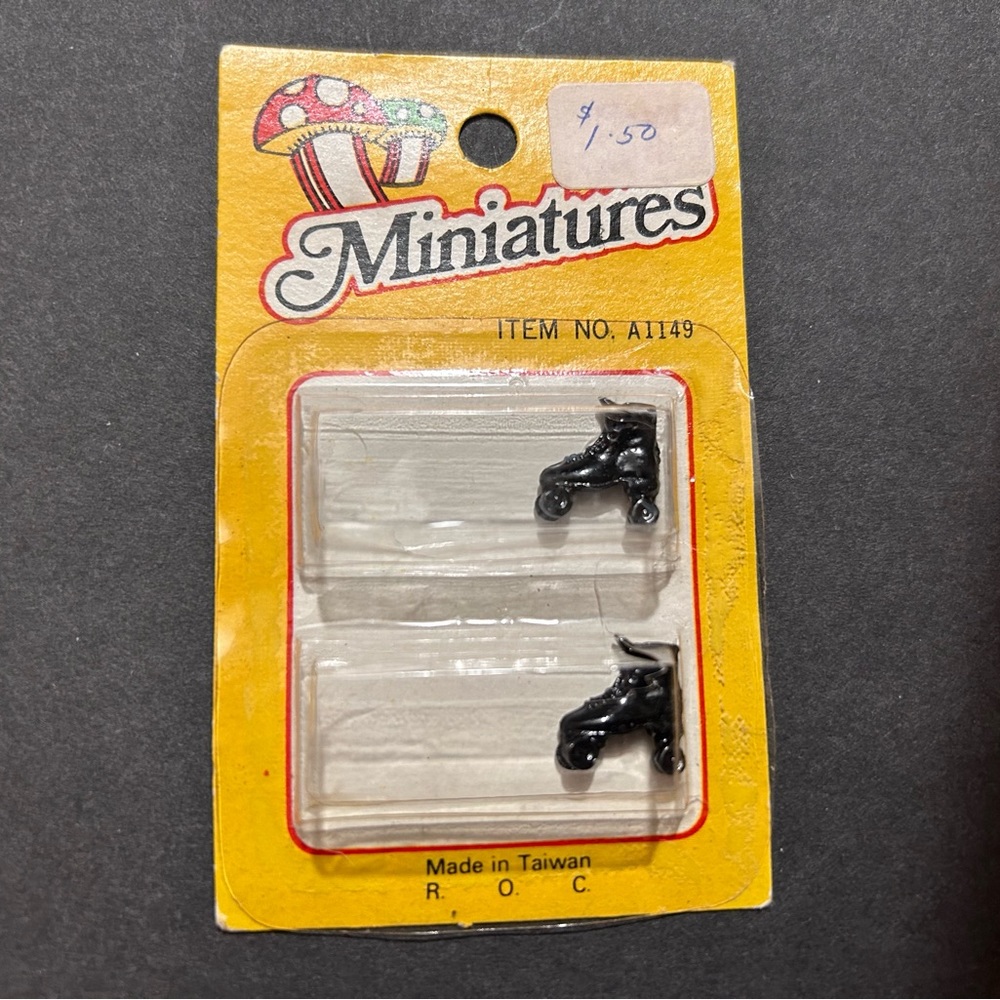 $
1.50
Miniatures
ITEM NO. A1149
Made in Taiwan
R. O. C.